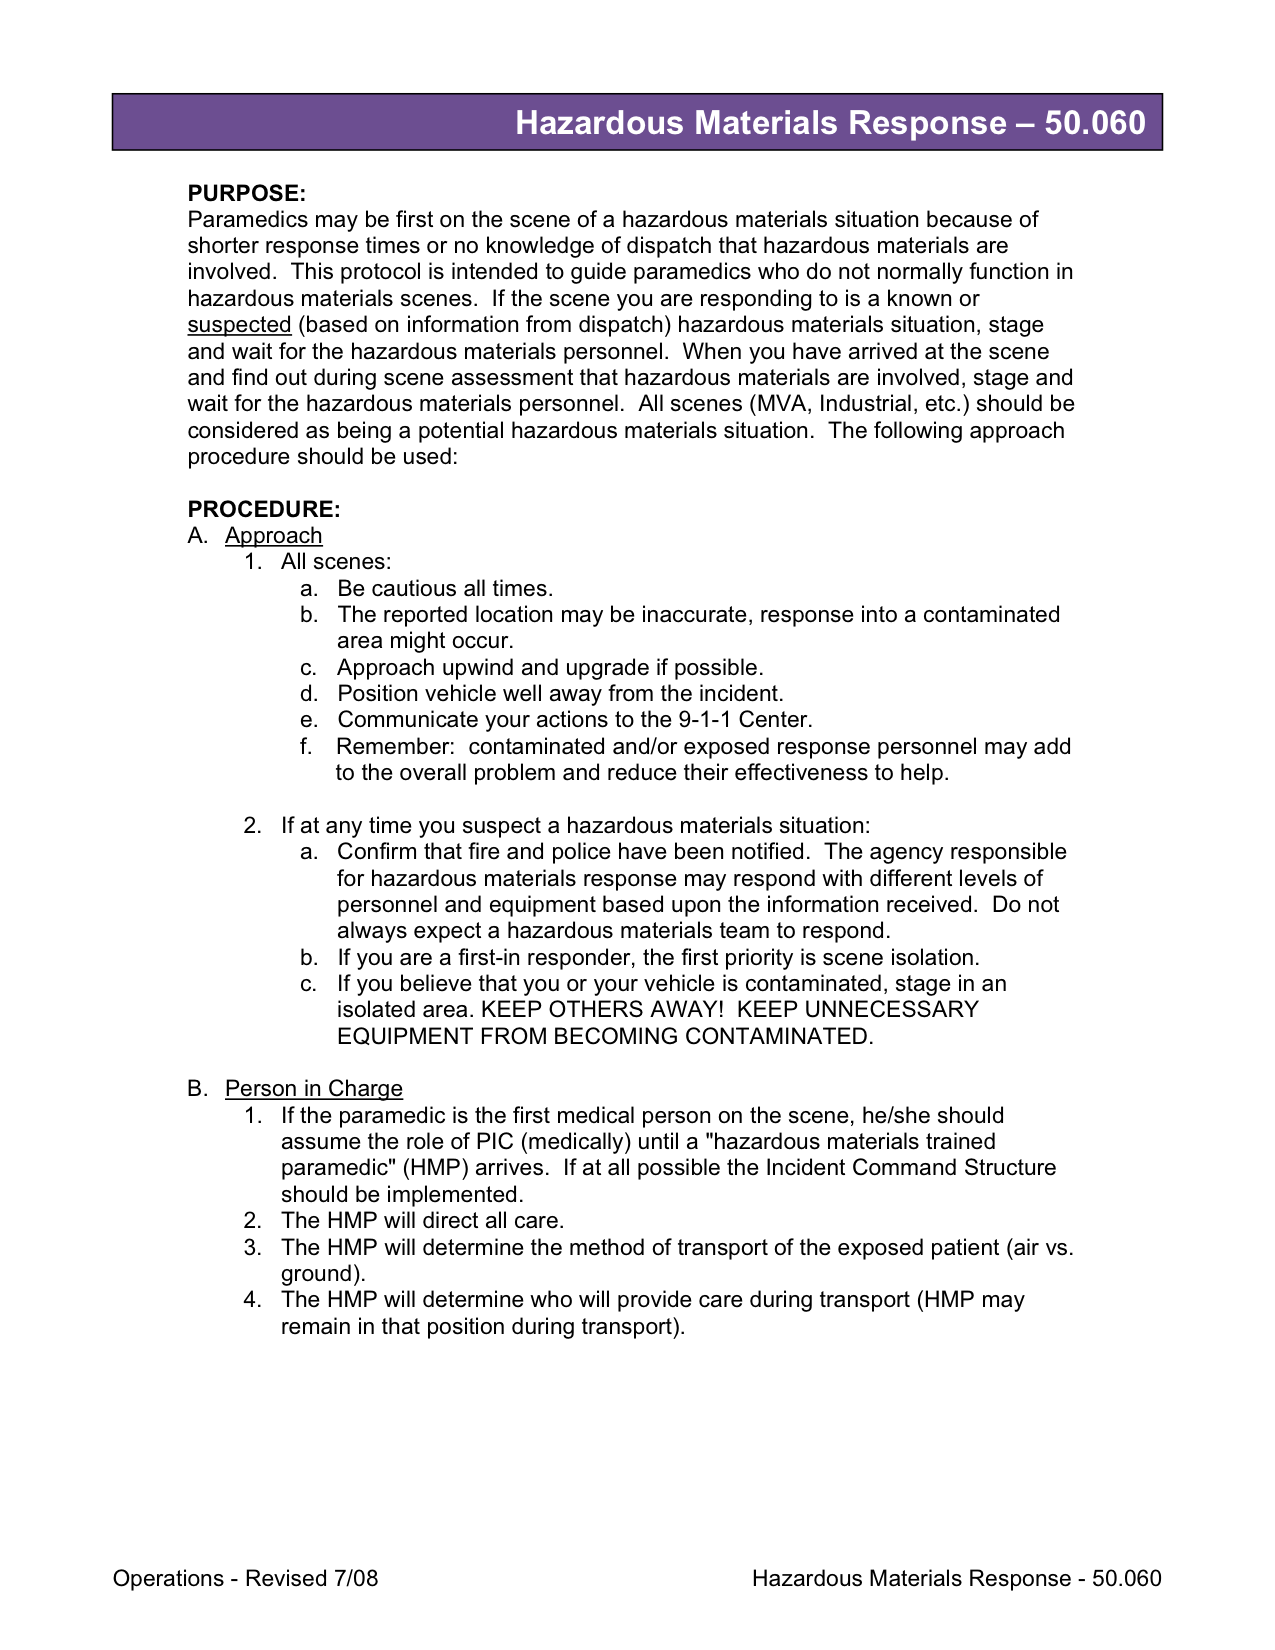 Hazardous Materials Response – 50.060
PURPOSE:
Paramedics may be first on the scene of a hazardous materials situation because of
shorter response times or no knowledge of dispatch that hazardous materials are
involved.  This protocol is intended to guide paramedics who do not normally function in
hazardous materials scenes.  If the scene you are responding to is a known or
suspected (based on information from dispatch) hazardous materials situation, stage
and wait for the hazardous materials personnel.  When you have arrived at the scene
and find out during scene assessment that hazardous materials are involved, stage and
wait for the hazardous materials personnel.  All scenes (MVA, Industrial, etc.) should be
considered as being a potential hazardous materials situation.  The following approach
procedure should be used:
PROCEDURE:
A. Approach
1. All scenes:
a. Be cautious all times.
b. The reported location may be inaccurate, response into a contaminated
area might occur.
c. Approach upwind and upgrade if possible.
d. Position vehicle well away from the incident.
e. Communicate your actions to the 9-1-1 Center.
f. Remember:  contaminated and/or exposed response personnel may add
to the overall problem and reduce their effectiveness to help.
2. If at any time you suspect a hazardous materials situation:
a. Confirm that fire and police have been notified.  The agency responsible
for hazardous materials response may respond with different levels of
personnel and equipment based upon the information received.  Do not
always expect a hazardous materials team to respond.
b. If you are a first-in responder, the first priority is scene isolation.
c. If you believe that you or your vehicle is contaminated, stage in an
isolated area. KEEP OTHERS AWAY!  KEEP UNNECESSARY
EQUIPMENT FROM BECOMING CONTAMINATED.
B. Person in Charge
1. If the paramedic is the first medical person on the scene, he/she should
assume the role of PIC (medically) until a "hazardous materials trained
paramedic" (HMP) arrives.  If at all possible the Incident Command Structure
should be implemented.
2. The HMP will direct all care.
3. The HMP will determine the method of transport of the exposed patient (air vs.
ground).
4. The HMP will determine who will provide care during transport (HMP may
remain in that position during transport).
Operations - Revised 7/08
Hazardous Materials Response - 50.060